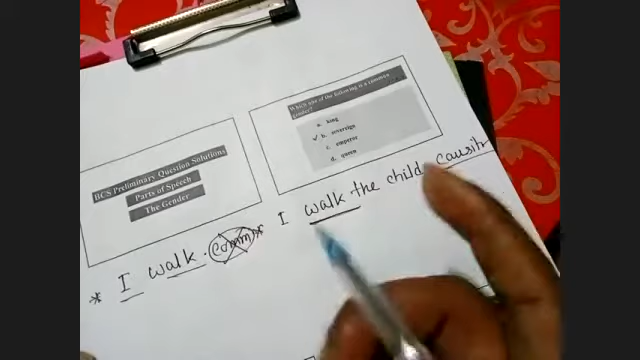 BCS Preliminary Question Solutions
Parts of Speech
The Gender
Which one of the following is a common
gender?
a. king
b. sovereign
c. emperor
d. queen
* I walk.
* I walk the child